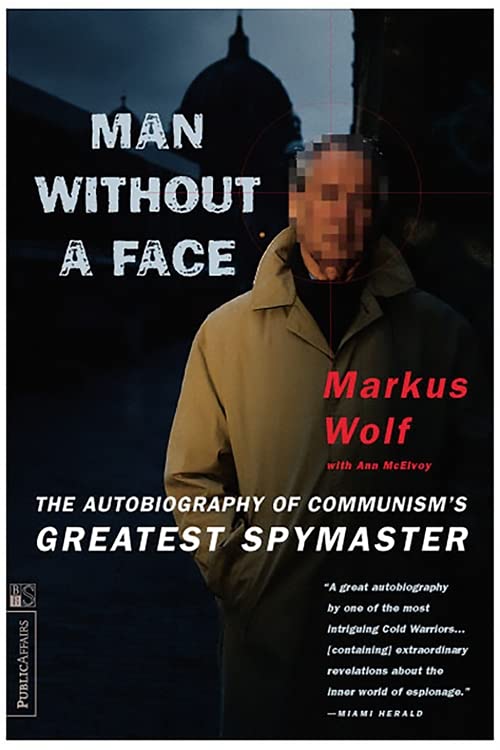 MAN
WITHOUT
A FACE
Markus
Wolf
with Ann McElvoy
THE AUTOBIOGRAPHY OF COMMUNISM'S
GREATEST SPYMASTER
"A great autobiography
by one of the most
intriguing Cold Warriors...
[containing] extraordinary
revelations about the
inner world of espionage."
—MIAMI HERALD
PUBLICAFFAIRS